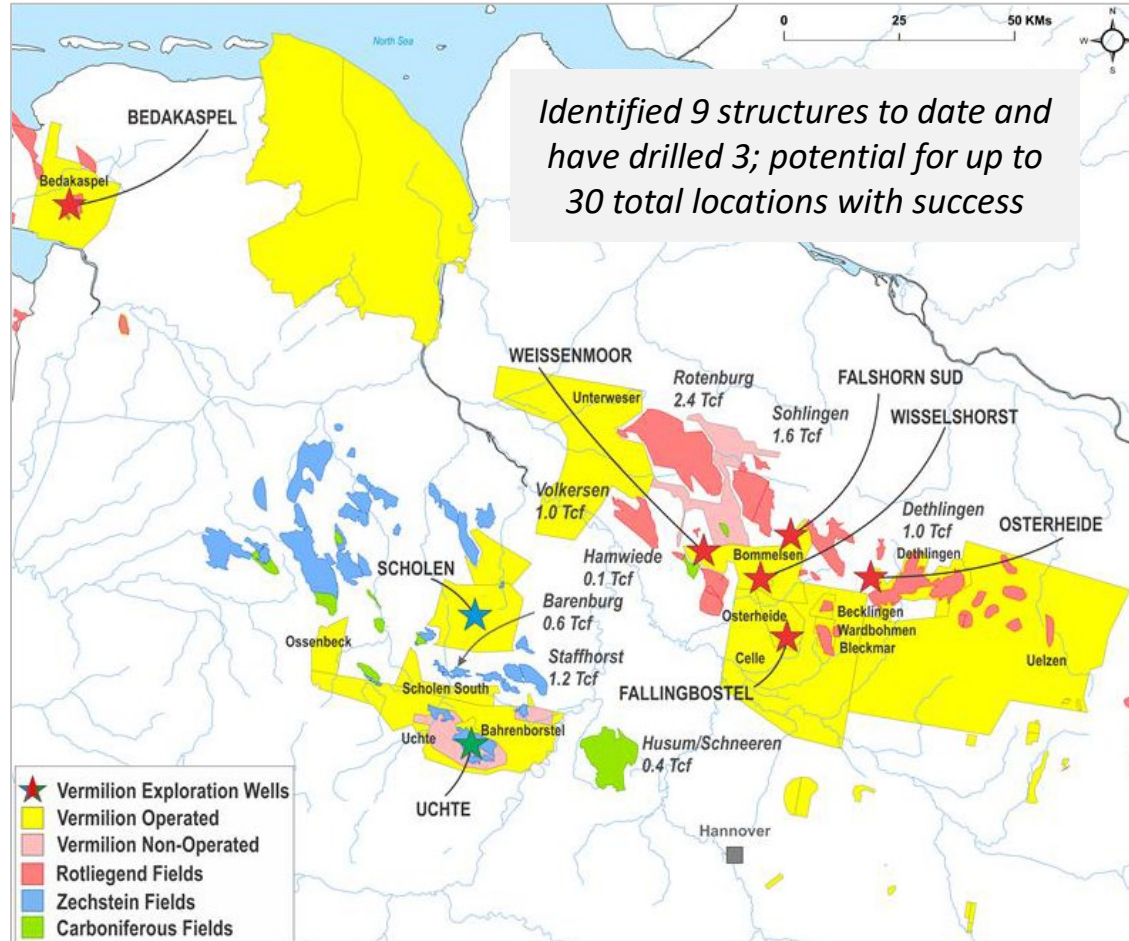 0 25 50 KMs
N
W
S
North Sea
Identified 9 structures to date and
have drilled 3; potential for up to
30 total locations with success
BEDAKASPEL
Bedakaspel
WEISSENMOOR
Unterweser
Rotenburg
2.4 Tcf
FALSHORN SUD
Sohlingen
1.6 Tcf
WISSELSHORST
Volkersen
1.0 Tcf
Dethlingen
1.0 Tcf
OSTERHEIDE
Dethlingen
Bommelsen
Hamwiede
0.1 Tcf
SCHOLEN
Barenburg
0.6 Tcf
Osterheide
Becklingen
Wardbohmen
Bleckmar
Ossenbeck
Celle
Uelzen
Staffhorst
1.2 Tcf
Scholen South
FALLINGBOSTEL
Uchte
Bahrenborstel
Husum/Schneeren
0.4 Tcf
UCHTE
Hannover
Vermilion Exploration Wells
Vermilion Operated
Vermilion Non-Operated
Rotliegend Fields
Zechstein Fields
Carboniferous Fields